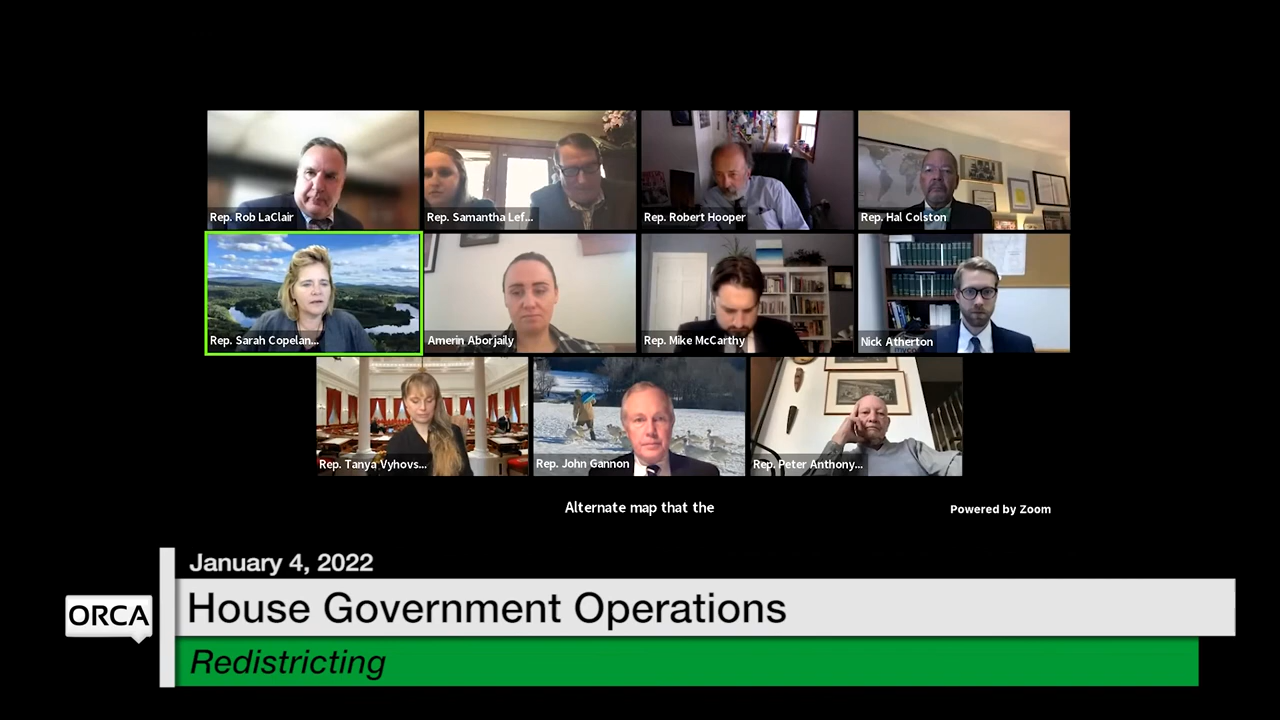 Rep. Rob LaClair
Rep. Samantha Lef...
Rep. Robert Hooper
Rep. Hal Colston
Rep. Sarah Copelan...
Amerin Aborjaily
Rep. Mike McCarthy
Nick Atherton
Rep. Tanya Vyhovs...
Rep. John Gannon
Rep. Peter Anthony...
Alternate map that the
Powered by Zoom
January 4, 2022
ORCA
House Government Operations
Redistricting